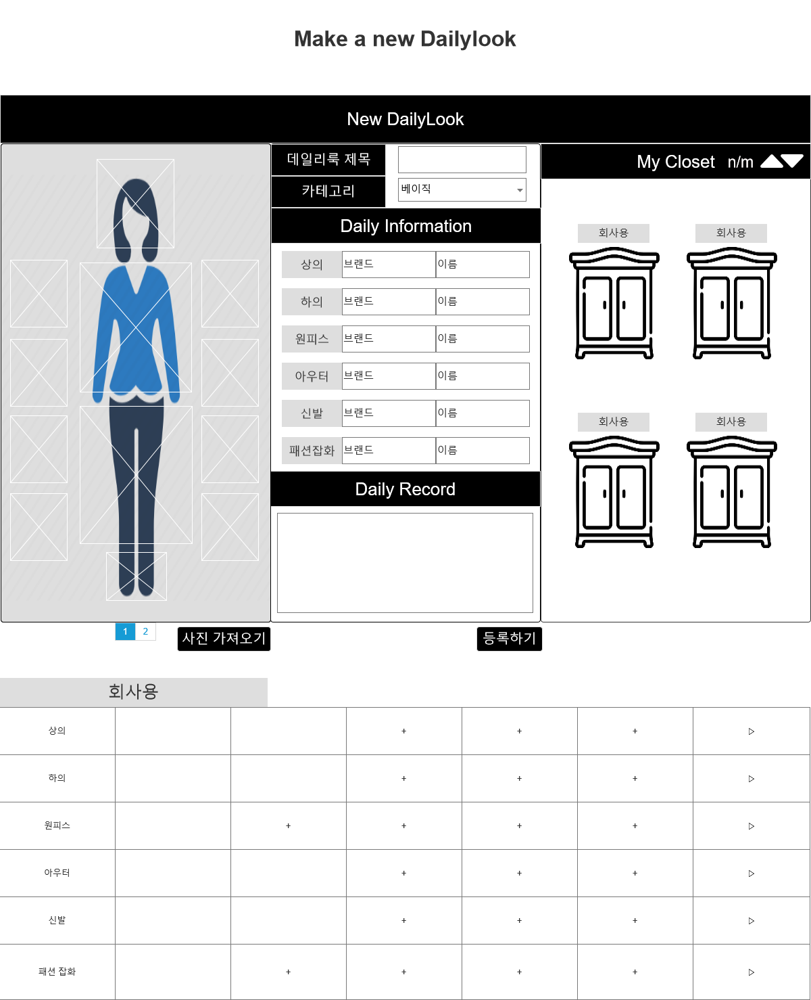 Make a new Dailylook
New DailyLook
데일리룩 제목
카테고리
베이직
Daily Information
상의 브랜드 이름
하의 브랜드 이름
원피스 브랜드 이름
아우터 브랜드 이름
신발 브랜드 이름
패션잡화 브랜드 이름
Daily Record
My Closet n/m
회사용 회사용
회사용 회사용
1 2
사진 가져오기
등록하기
회사용
상의 + + + ▷
하의 + + + ▷
원피스 + + + + ▷
아우터 + + + ▷
신발 + + + ▷
패션 잡화 + + + + ▷